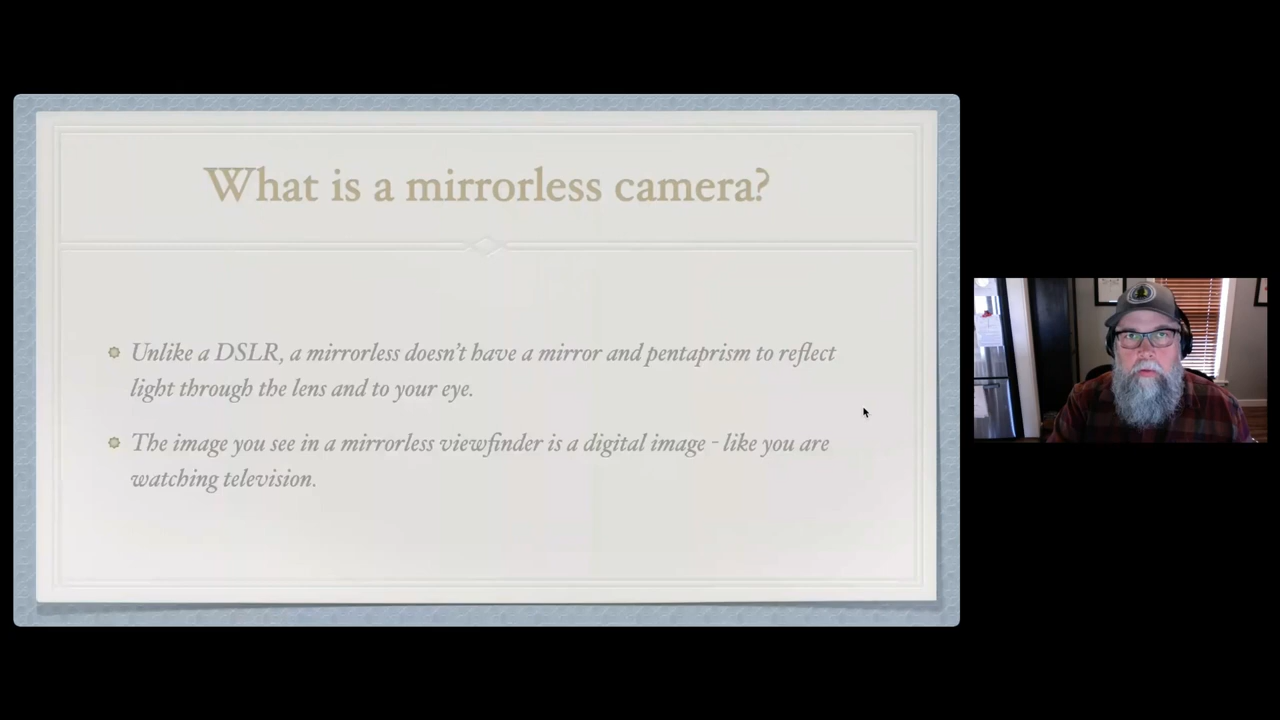 What is a mirrorless camera?
Unlike a DSLR, a mirrorless doesn't have a mirror and pentaprism to reflect
light through the lens and to your eye.
The image you see in a mirrorless viewfinder is a digital image - like you are
watching television.